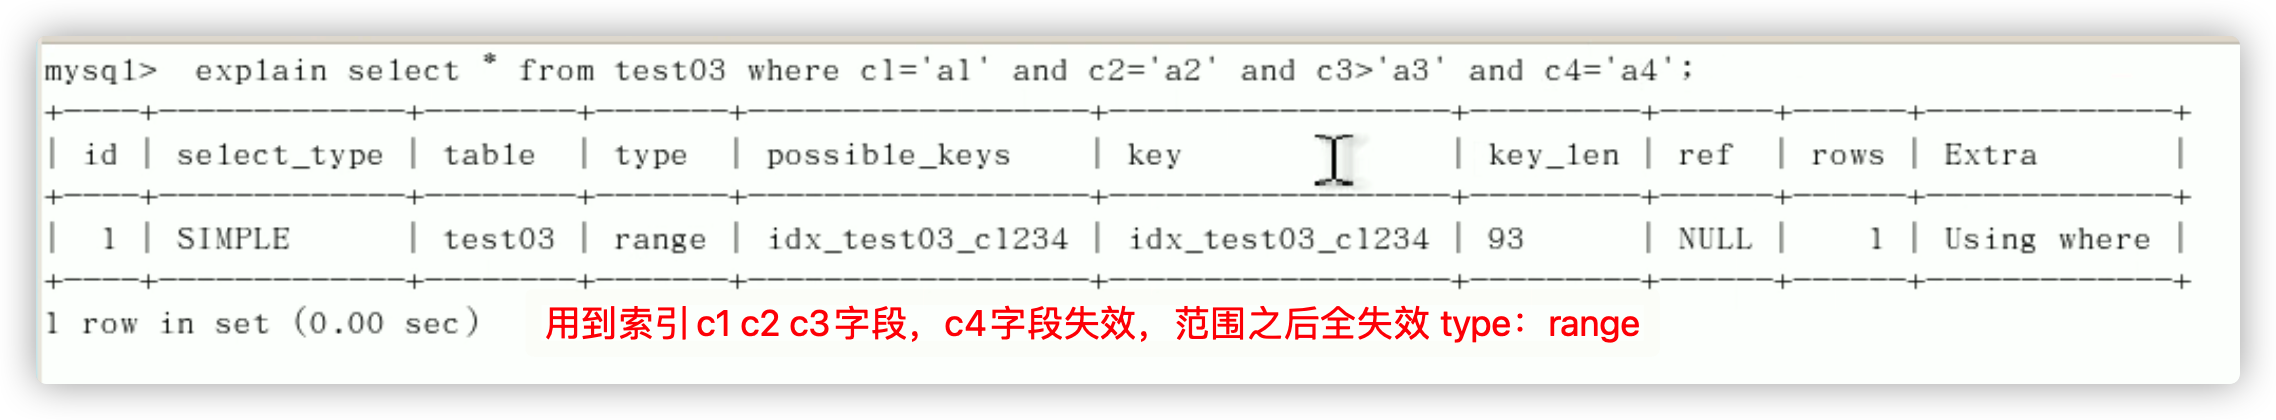 mysql>  explain select * from test03 where c1='a1' and c2='a2' and c3>'a3' and c4='a4';
+----+-------------+---------+-------+------------------+------------------+---------+------+------+-------------+
| id | select_type | table   | type  | possible_keys    | key              | key_len | ref  | rows | Extra       |
+----+-------------+---------+-------+------------------+------------------+---------+------+------+-------------+
|  1 | SIMPLE      | test03 | range | idx_test03_c1234 | idx_test03_c1234 | 93      | NULL |    1 | Using where |
+----+-------------+---------+-------+------------------+------------------+---------+------+------+-------------+
1 row in set (0.00 sec) 用到索引 c1 c2 c3字段，c4字段失效，范围之后全失效 type：range